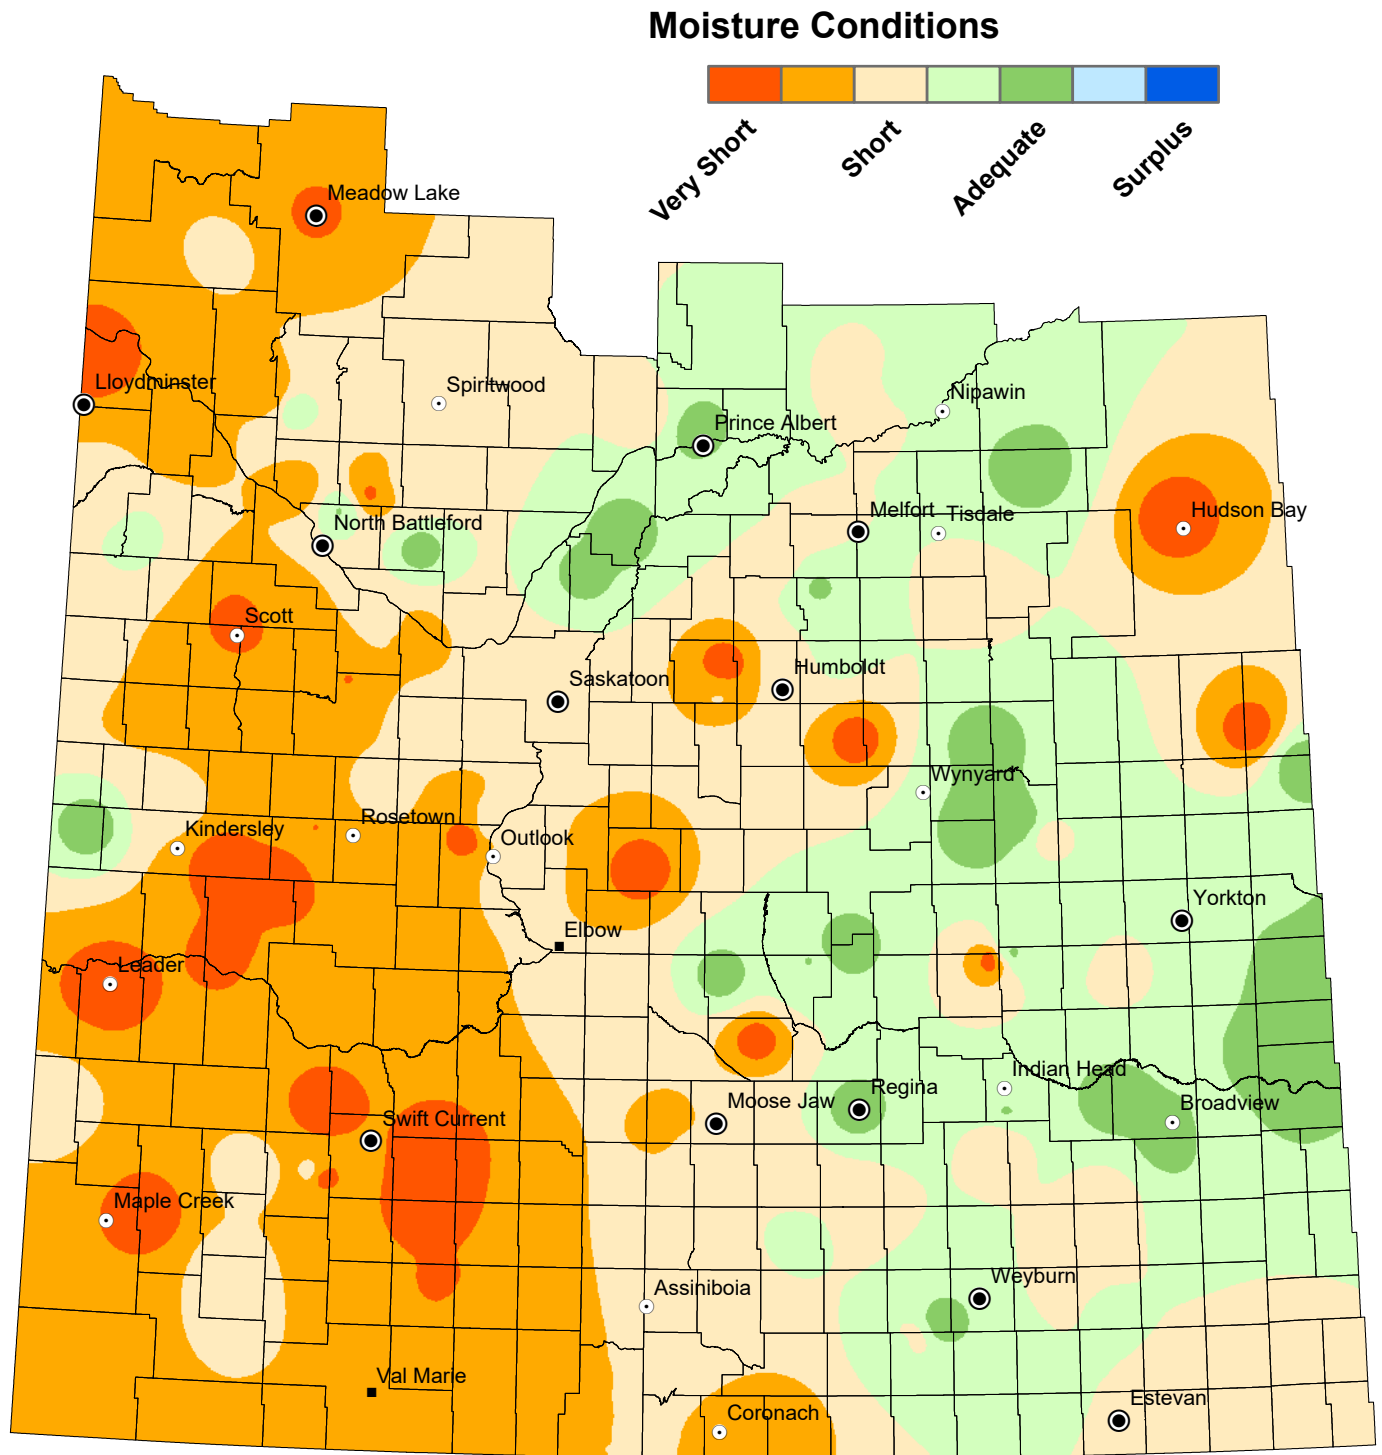 Moisture Conditions
Very Short
Short
Adequate
Surplus
Meadow Lake
Lloydminster
Spiritwood
Nipawin
Prince Albert
North Battleford
Melfort
Tisdale
Hudson Bay
Scott
Saskatoon
Humboldt
Wynyard
Kindersley
Rosetown
Outlook
Yorkton
Elbow
Leader
Indian Head
Regina
Moose Jaw
Broadview
Swift Current
Maple Creek
Weyburn
Assiniboia
Val Marie
Coronach
Estevan